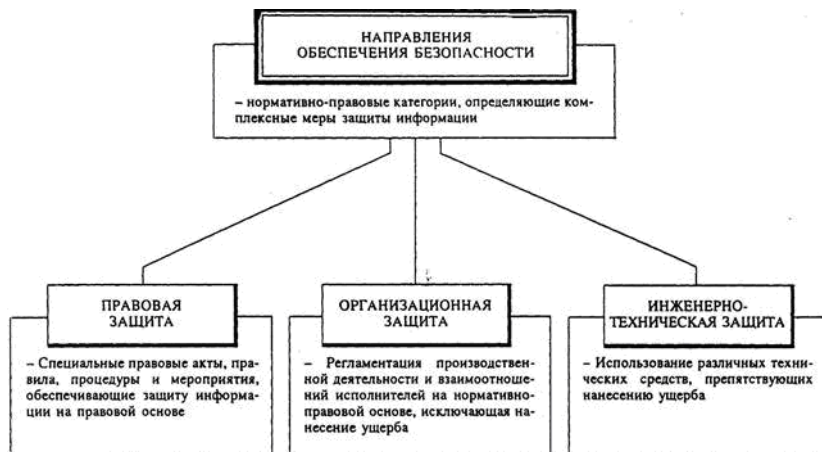 НАПРАВЛЕНИЯ
ОБЕСПЕЧЕНИЯ БЕЗОПАСНОСТИ
– нормативно-правовые категории, определяющие ком-
плексные меры защиты информации
ПРАВОВАЯ
ЗАЩИТА
– Специальные правовые акты, пра-
вила, процедуры и мероприятия,
обеспечивающие защиту информа-
ции на правовой основе
ОРГАНИЗАЦИОННАЯ
ЗАЩИТА
– Регламентация производствен-
ной деятельности и взаимоотноше-
ний исполнителей на нормативно-
правовой основе, исключающая на-
несение ущерба
ИНЖЕНЕРНО-
ТЕХНИЧЕСКАЯ ЗАЩИТА
– Использование различных техни-
ческих средств, препятствующих
нанесению ущерба